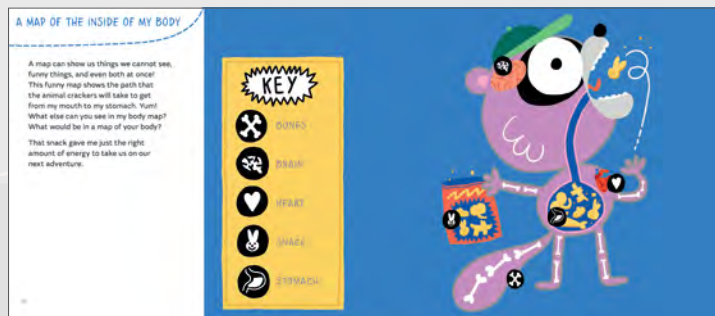 A MAP OF THE INSIDE OF MY BODY
A map can show us things we cannot see,
funny things, and even both at once!
This funny map shows the path that
the animal crackers will take to get
from my mouth to my stomach. Yum!
What else can you see in my body map?
What would be in a map of your body?
That snack gave me just the right
amount of energy to take us on our
next adventure.
KEY
BONES
BRAIN
HEART
SNACK
STOMACH